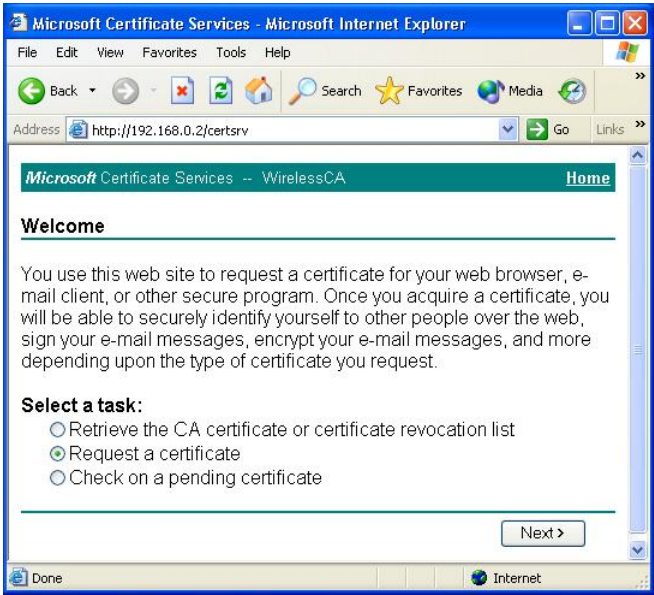 Microsoft Certificate Services - Microsoft Internet Explorer
File Edit View Favorites Tools Help
Back Search Favorites Media »
Address http://192.168.0.2/certsrv Go Links »
Microsoft Certificate Services -- WirelessCA Home
Welcome
You use this web site to request a certificate for your web browser, e-
mail client, or other secure program. Once you acquire a certificate, you
will be able to securely identify yourself to other people over the web,
sign your e-mail messages, encrypt your e-mail messages, and more
depending upon the type of certificate you request.
Select a task:
Retrieve the CA certificate or certificate revocation list
Request a certificate
Check on a pending certificate
Next >
Done Internet